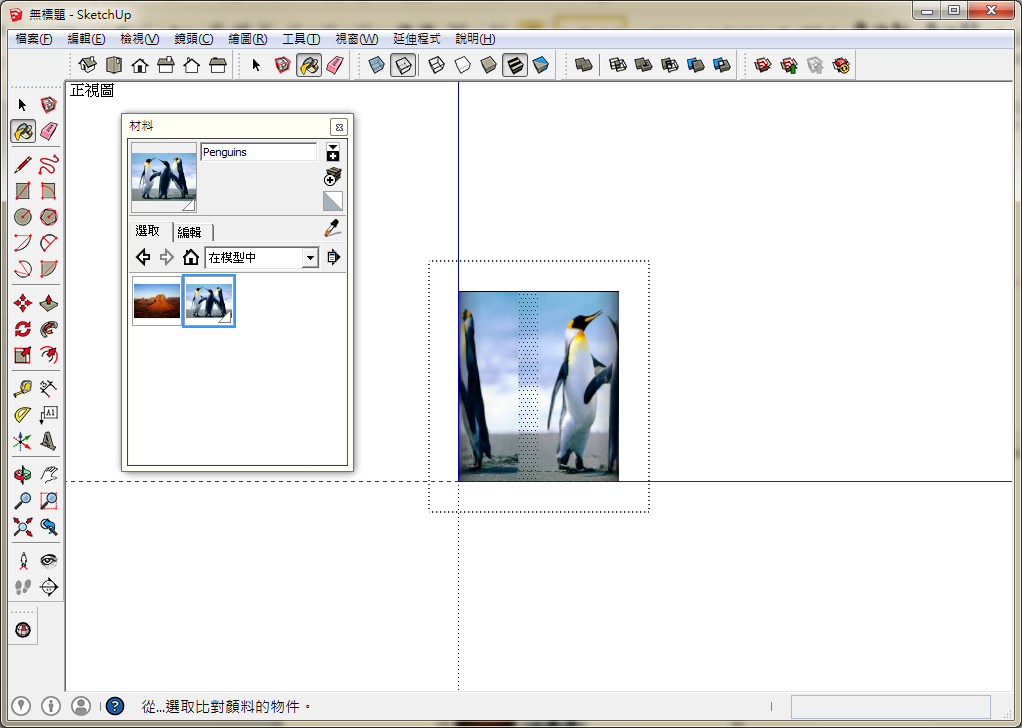 無標題 - SketchUp
檔案(F) 編輯(E) 檢視(V) 鏡頭(C) 繪圖(R) 工具(T) 視窗(W) 延伸程式 說明(H)
正視圖
材料
Penguins
選取 編輯
在模型中
A1
從...選取比對顏料的物件。